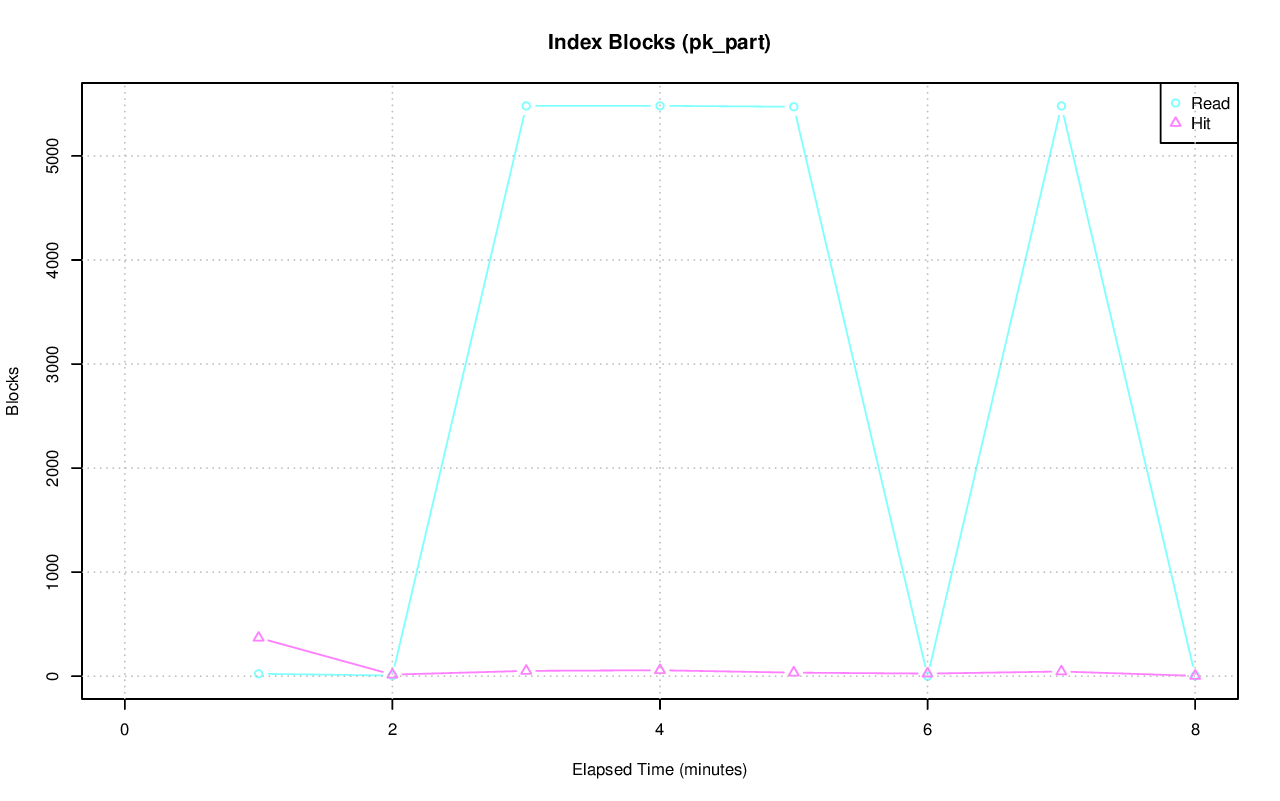 Index Blocks (pk_part)
Read
Hit
5000
4000
3000
2000
1000
0
Blocks
0 2 4 6 8
Elapsed Time (minutes)